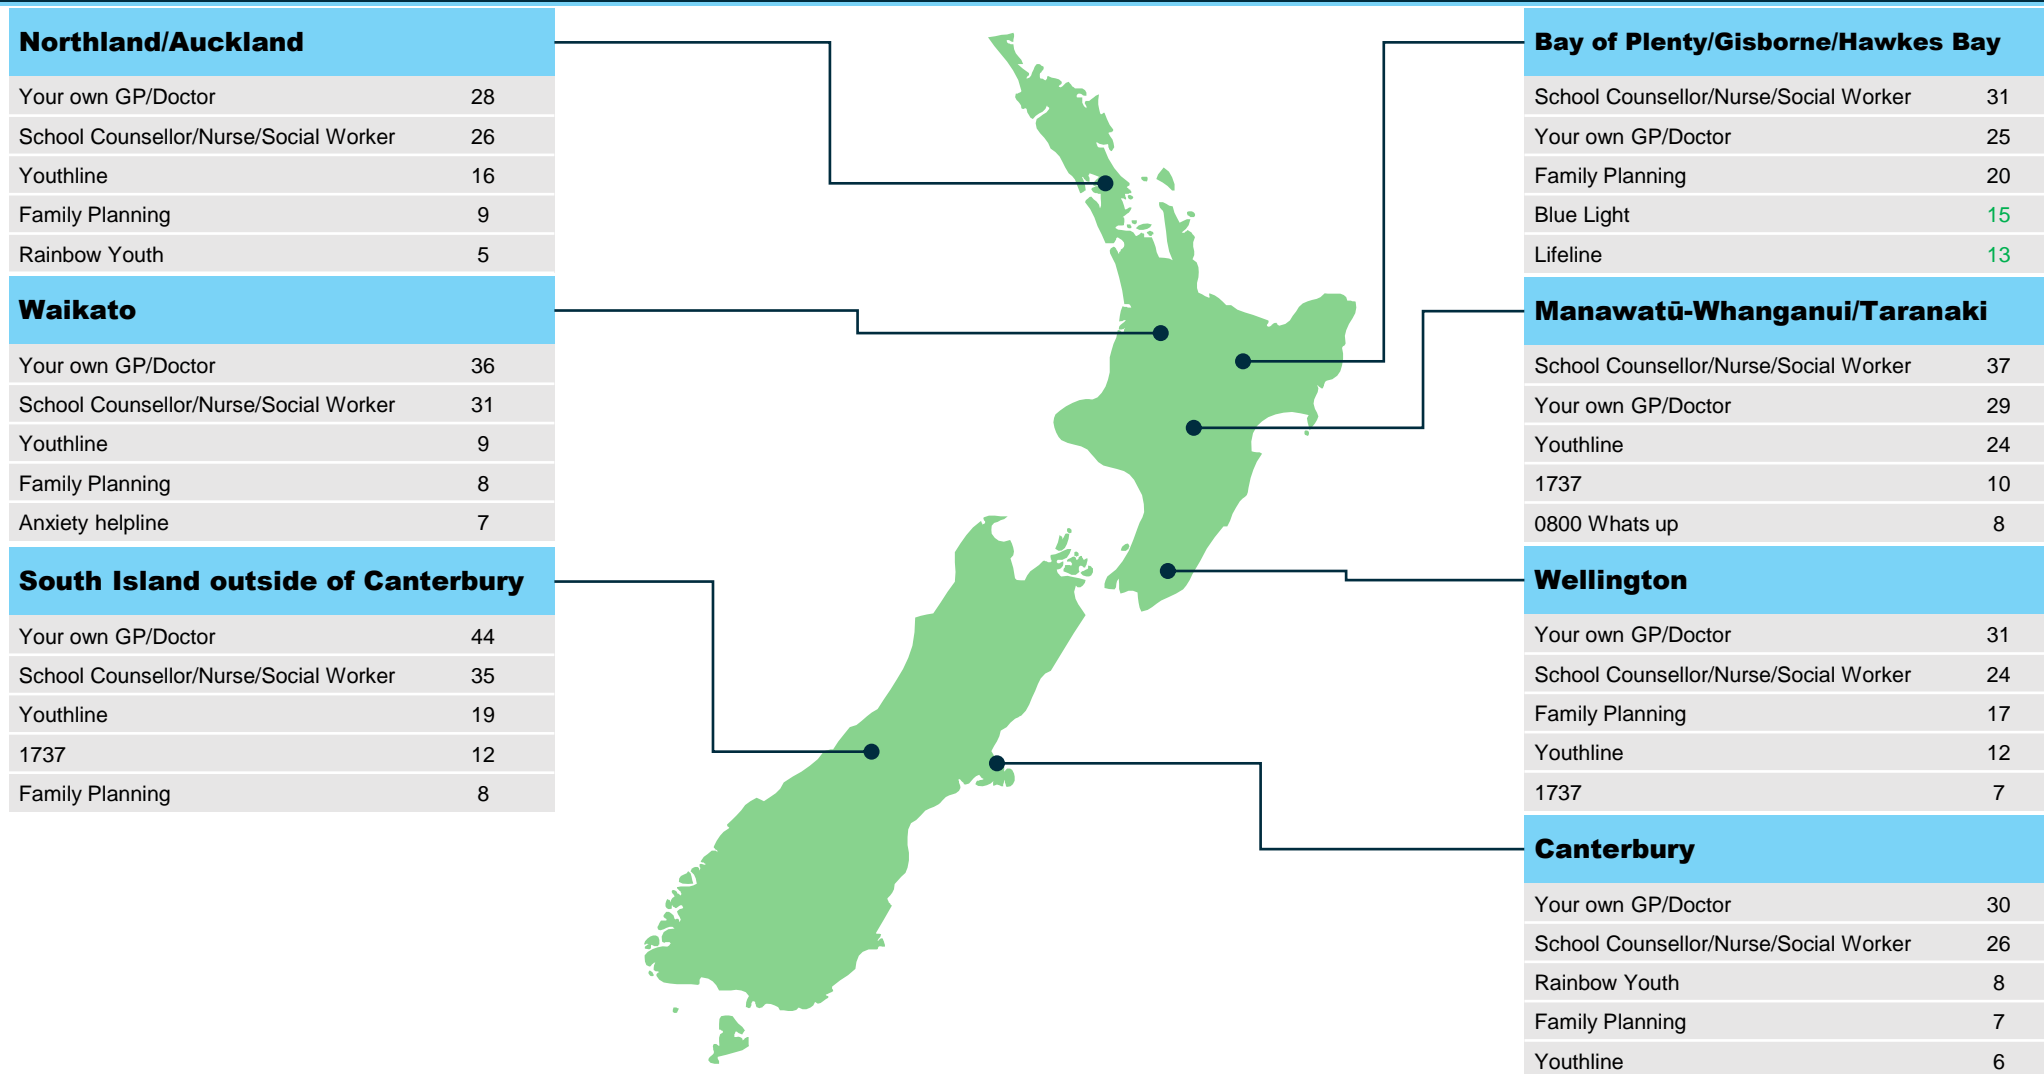 Northland/Auckland
Your own GP/Doctor 28
School Counsellor/Nurse/Social Worker 26
Youthline 16
Family Planning 9
Rainbow Youth 5
Waikato
Your own GP/Doctor 36
School Counsellor/Nurse/Social Worker 31
Youthline 9
Family Planning 8
Anxiety helpline 7
South Island outside of Canterbury
Your own GP/Doctor 44
School Counsellor/Nurse/Social Worker 35
Youthline 19
1737 12
Family Planning 8
Bay of Plenty/Gisborne/Hawkes Bay
School Counsellor/Nurse/Social Worker 31
Your own GP/Doctor 25
Family Planning 20
Blue Light 15
Lifeline 13
Manawatū-Whanganui/Taranaki
School Counsellor/Nurse/Social Worker 37
Your own GP/Doctor 29
Youthline 24
1737 10
0800 Whats up 8
Wellington
Your own GP/Doctor 31
School Counsellor/Nurse/Social Worker 24
Family Planning 17
Youthline 12
1737 7
Canterbury
Your own GP/Doctor 30
School Counsellor/Nurse/Social Worker 26
Rainbow Youth 8
Family Planning 7
Youthline 6